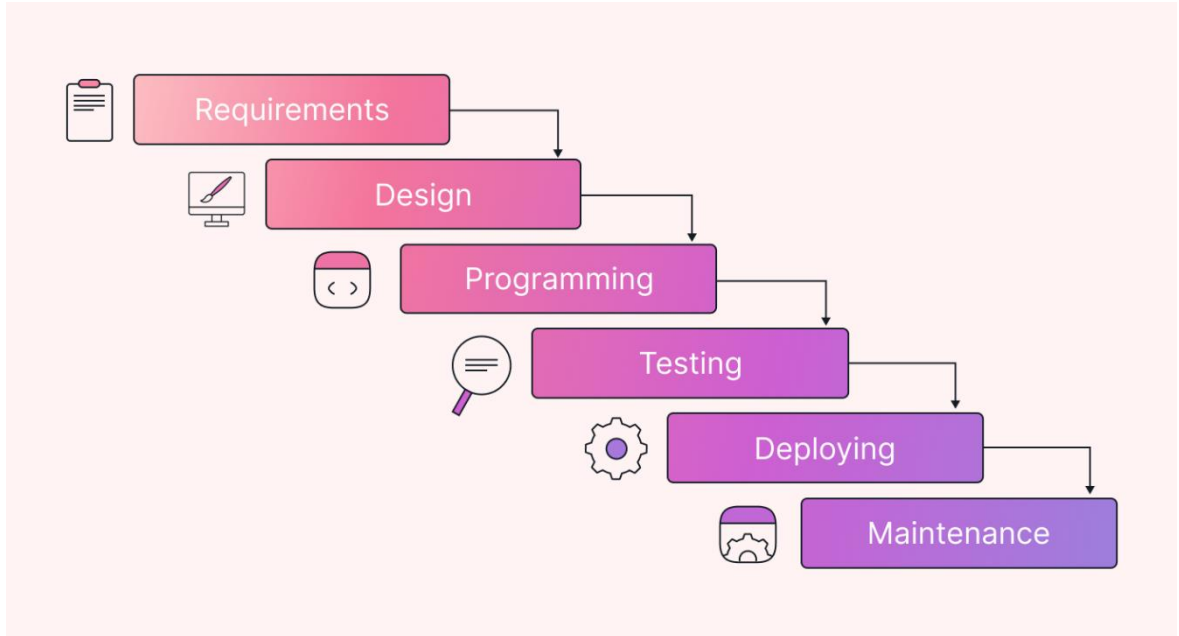 Requirements
Design
Programming
Testing
Deploying
Maintenance